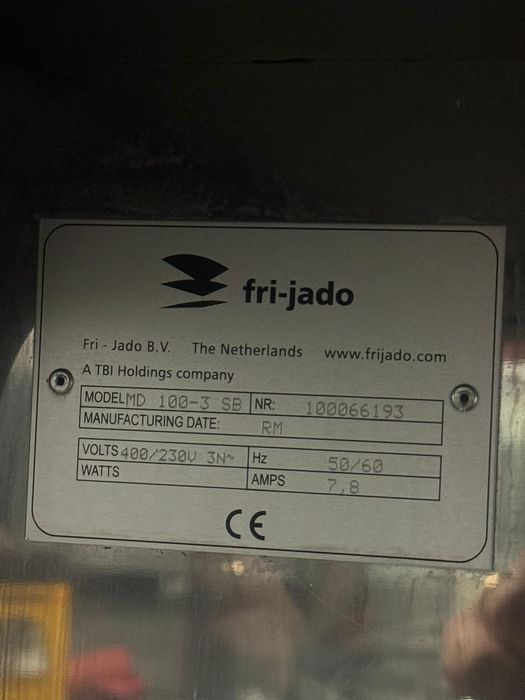 fri-jado
Fri - Jado B.V. The Netherlands www.frijado.com
A TBI Holdings company
MODEL MD 100-3 SB NR: 100066193
MANUFACTURING DATE: RM
VOLTS 400/230V 3N~ Hz 50/60
WATTS AMPS 7,8
CE